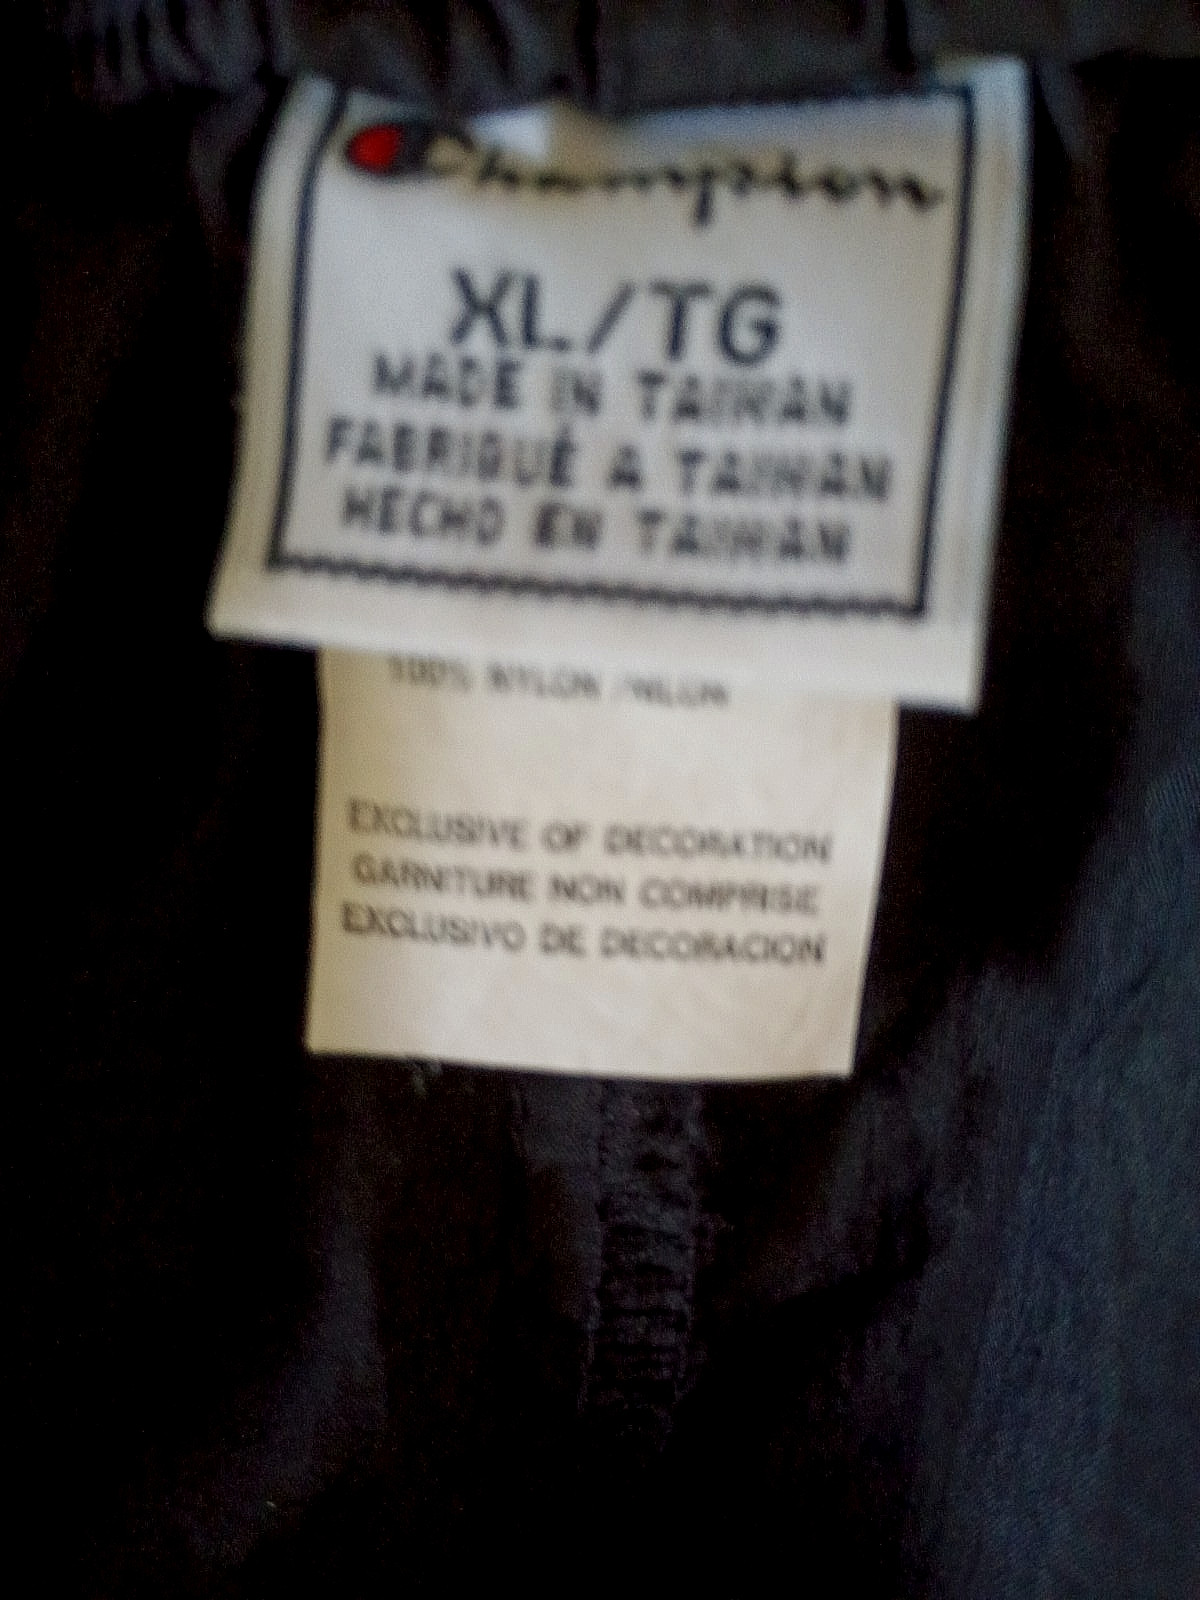 Champion
XL/TG
MADE IN TAIWAN
FABRIQUÉ A TAIWAN
HECHO EN TAIWAN
100% NYLON /NILON
EXCLUSIVE OF DECORATION
GARNITURE NON COMPRISE
EXCLUSIVO DE DECORACION